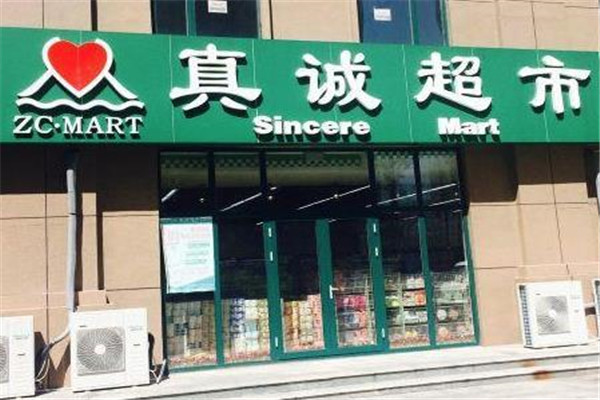 真诚超市
ZC·MART
Sincere Mart